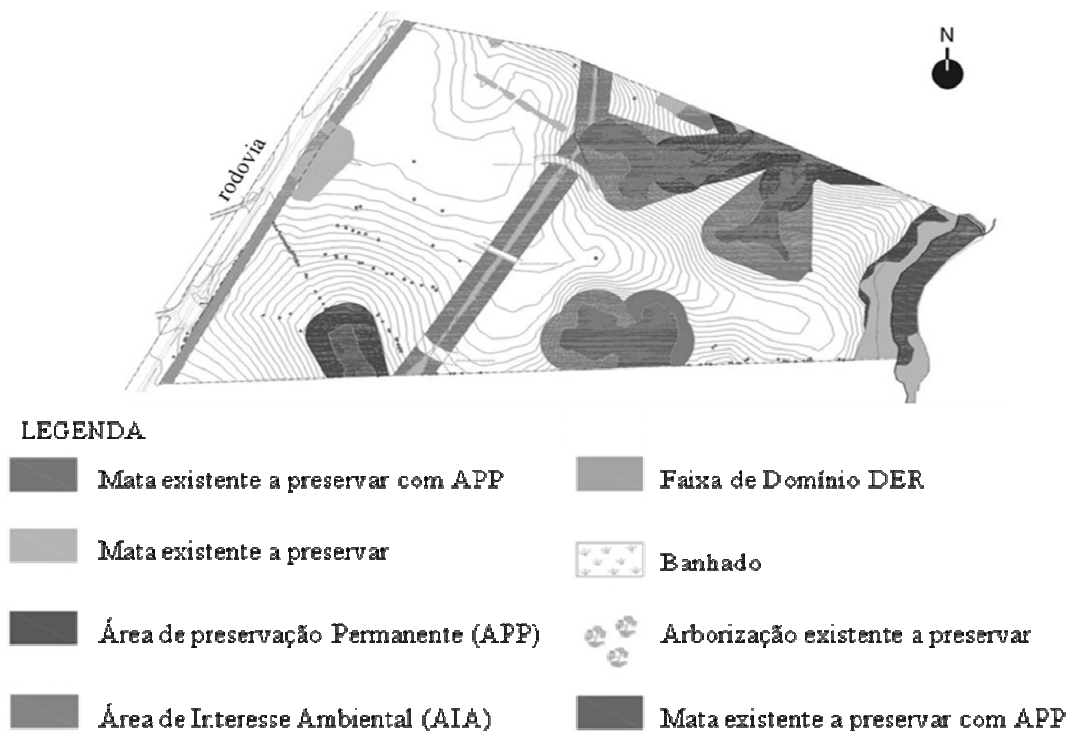 N
rodovia
LEGENDA
Mata existente a preservar com APP
Mata existente a preservar
Área de preservação Permanente (APP)
Área de Interesse Ambiental (AIA)
Faixa de Domínio DER
Banhado
Arborização existente a preservar
Mata existente a preservar com APP